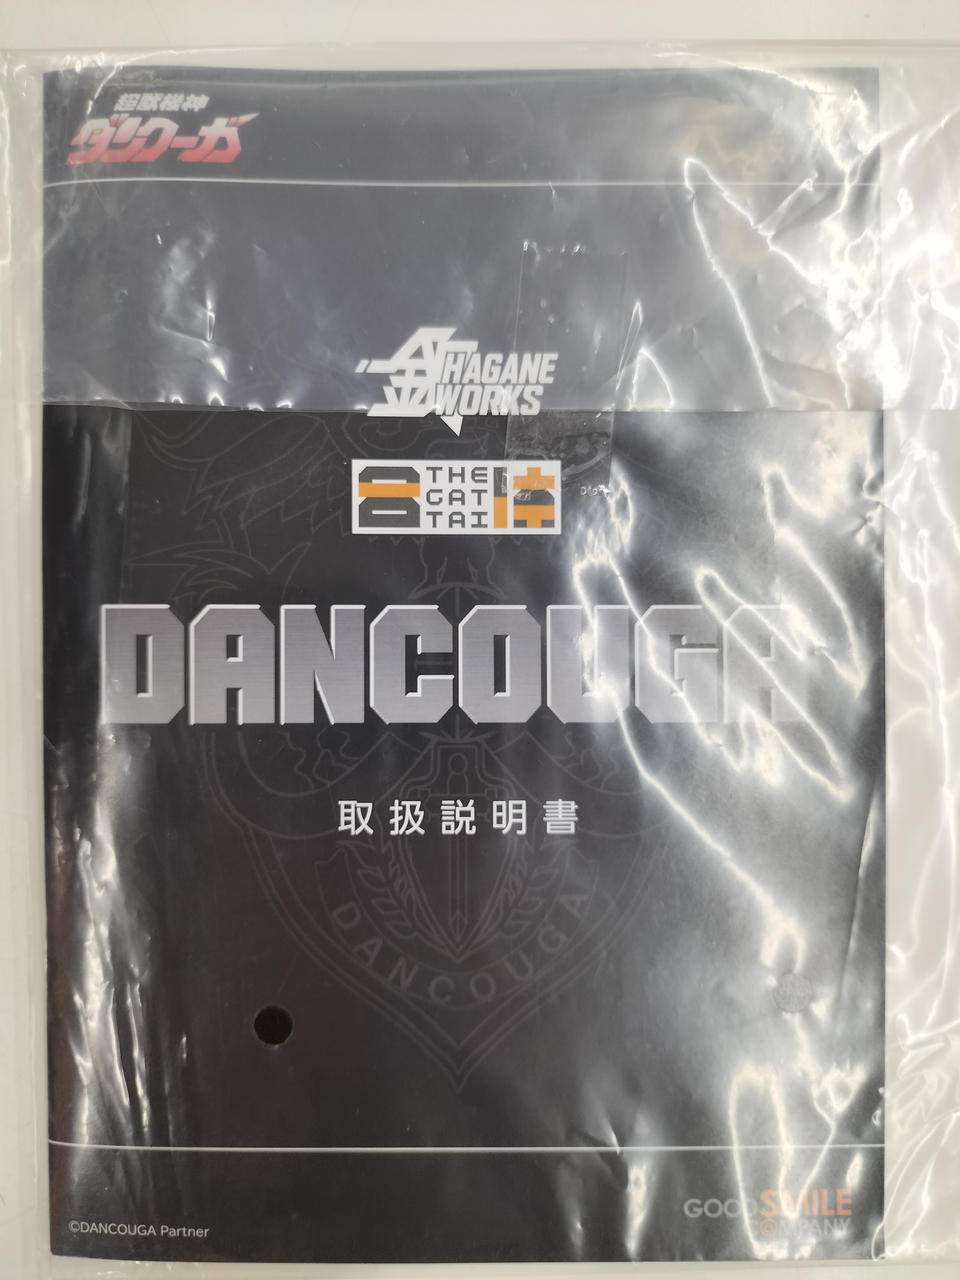 超獣機神
ダンクーガ
HAGANE
WORKS
合体
THE
GAT
TAI
DANCOUGA
取扱説明書
DANCOUGA
©DANCOUGA Partner
GOOD SMILE
COMPANY